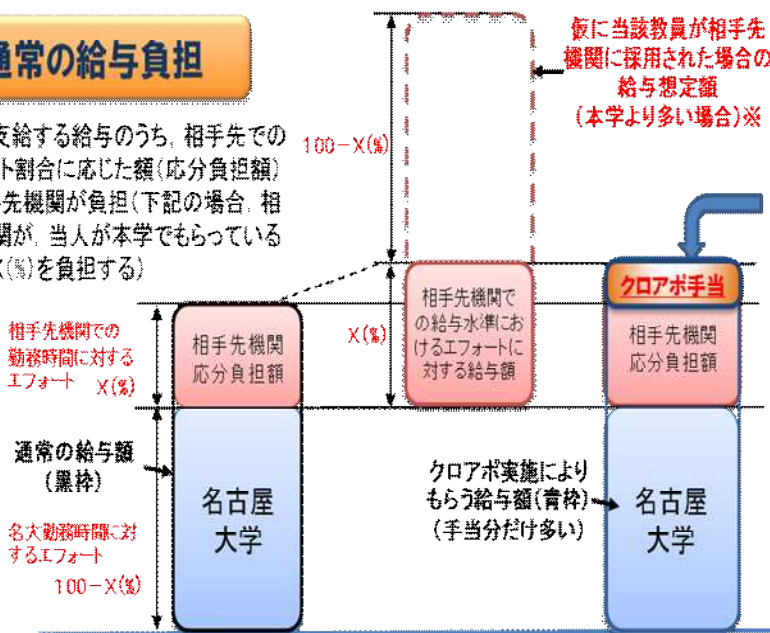 通常の給与負担
支給する給与のうち，相手先での
ト割合に応じた額（応分負担額）
先機関が負担（下記の場合，相
関が，当人が本学でもらっている
X(%)を負担する）
仮に当該教員が相手先
機関に採用された場合の
給与想定額
（本学より多い場合）※
100－X(%)
クロアポ手当
相手先機関で
の給与水準にお
けるエフォートに
対する給与額
X(%)
相手先機関での
勤務時間に対する
エフォート X(%)
相手先機関
応分負担額
相手先機関
応分負担額
通常の給与額
（黒枠）
名古屋
大学
クロアポ実施により
もらう給与額（青枠）
（手当分だけ多い）
名古屋
大学
名大勤務時間に対
するエフォート
100－X(%)